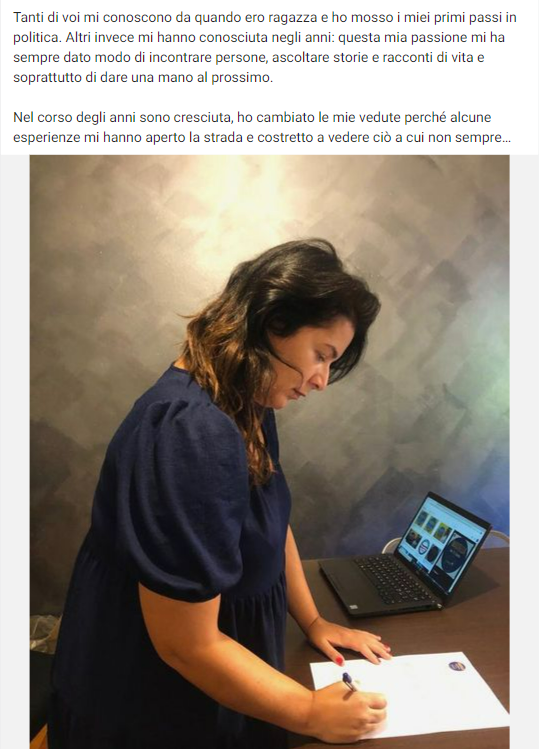 Tanti di voi mi conoscono da quando ero ragazza e ho mosso i miei primi passi in
politica. Altri invece mi hanno conosciuta negli anni: questa mia passione mi ha
sempre dato modo di incontrare persone, ascoltare storie e racconti di vita e
soprattutto di dare una mano al prossimo.
Nel corso degli anni sono cresciuta, ho cambiato le mie vedute perché alcune
esperienze mi hanno aperto la strada e costretto a vedere ciò a cui non sempre...